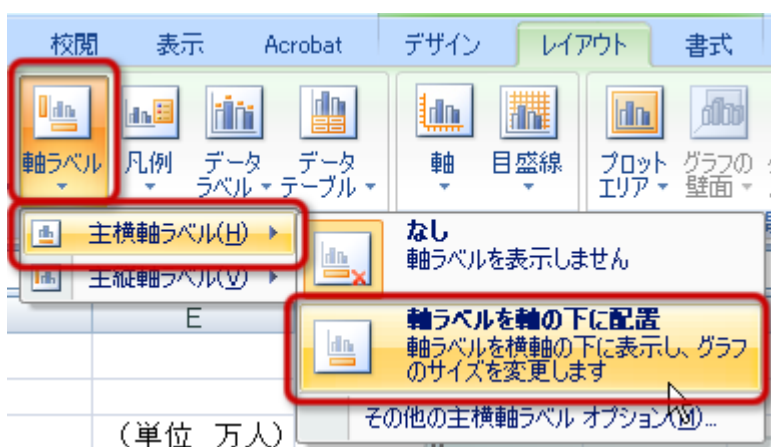 校閲 表示 Acrobat デザイン レイアウト 書式
軸ラベル 凡例 データ データ 軸 目盛線 プロット グラフの
ラベル テーブル エリア 壁面
主横軸ラベル(H)
主縦軸ラベル(V)
なし
軸ラベルを表示しません
軸ラベルを軸の下に配置
軸ラベルを横軸の下に表示し、グラフ
のサイズを変更します
その他の主横軸ラベル オプション(M)...
E
(単位 万人)